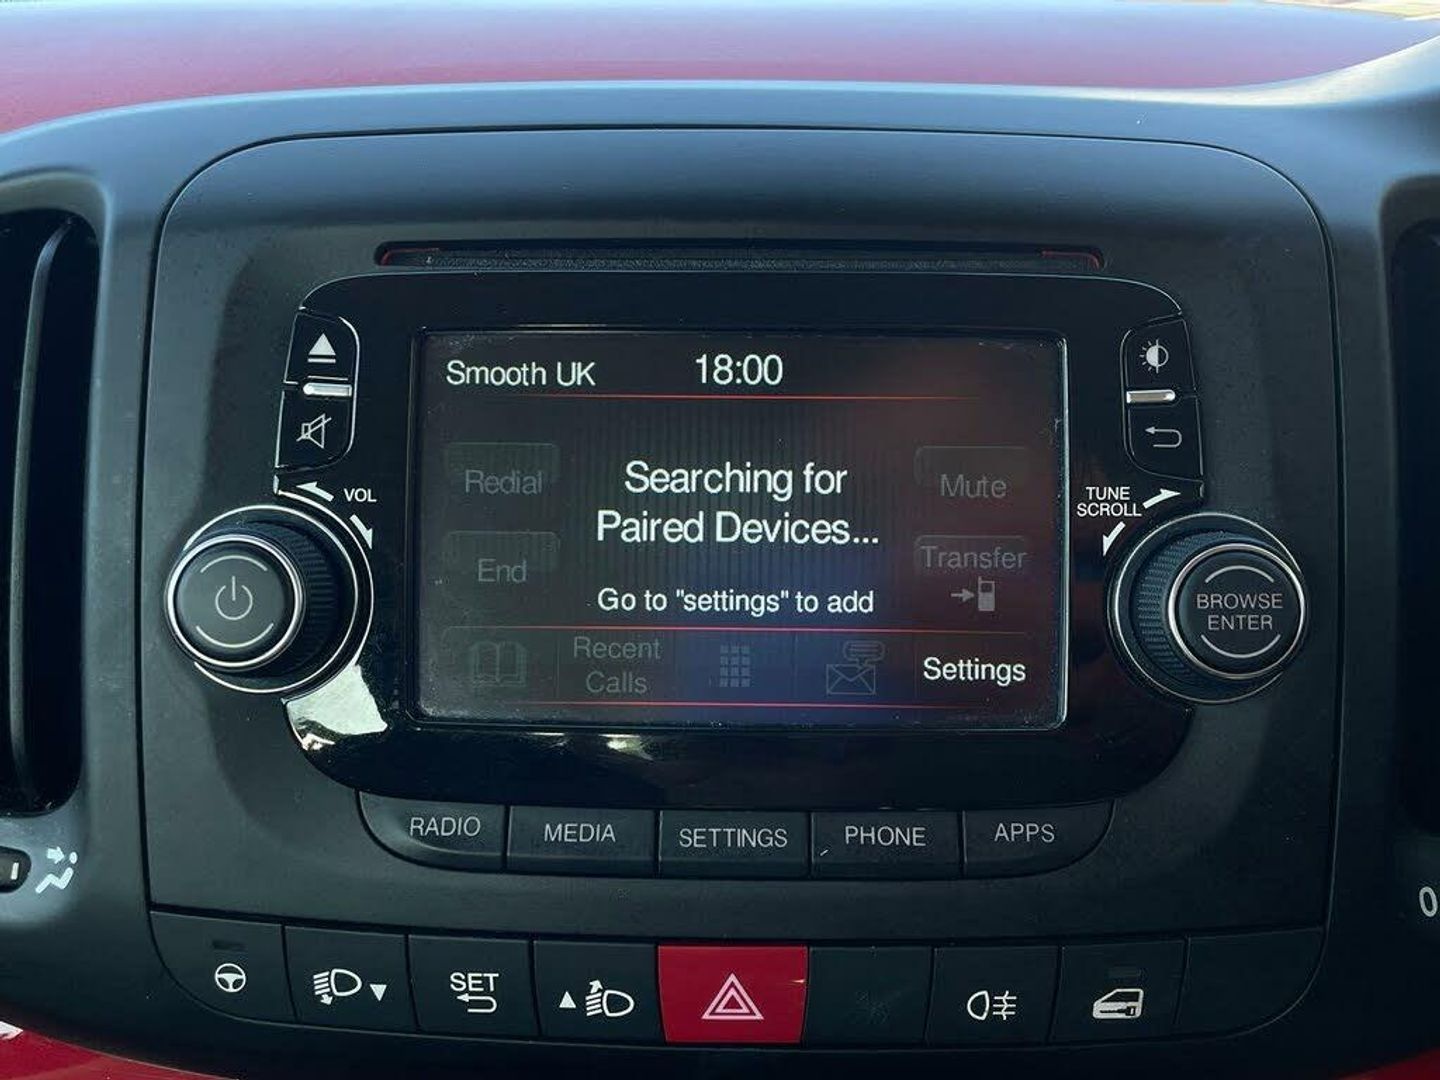 Smooth UK 18:00
VOL
TUNE
SCROLL
Redial
Searching for
Paired Devices...
Mute
End
Transfer
Go to "settings" to add
BROWSE
ENTER
Recent
Calls
Settings
RADIO MEDIA SETTINGS PHONE APPS
0
SET